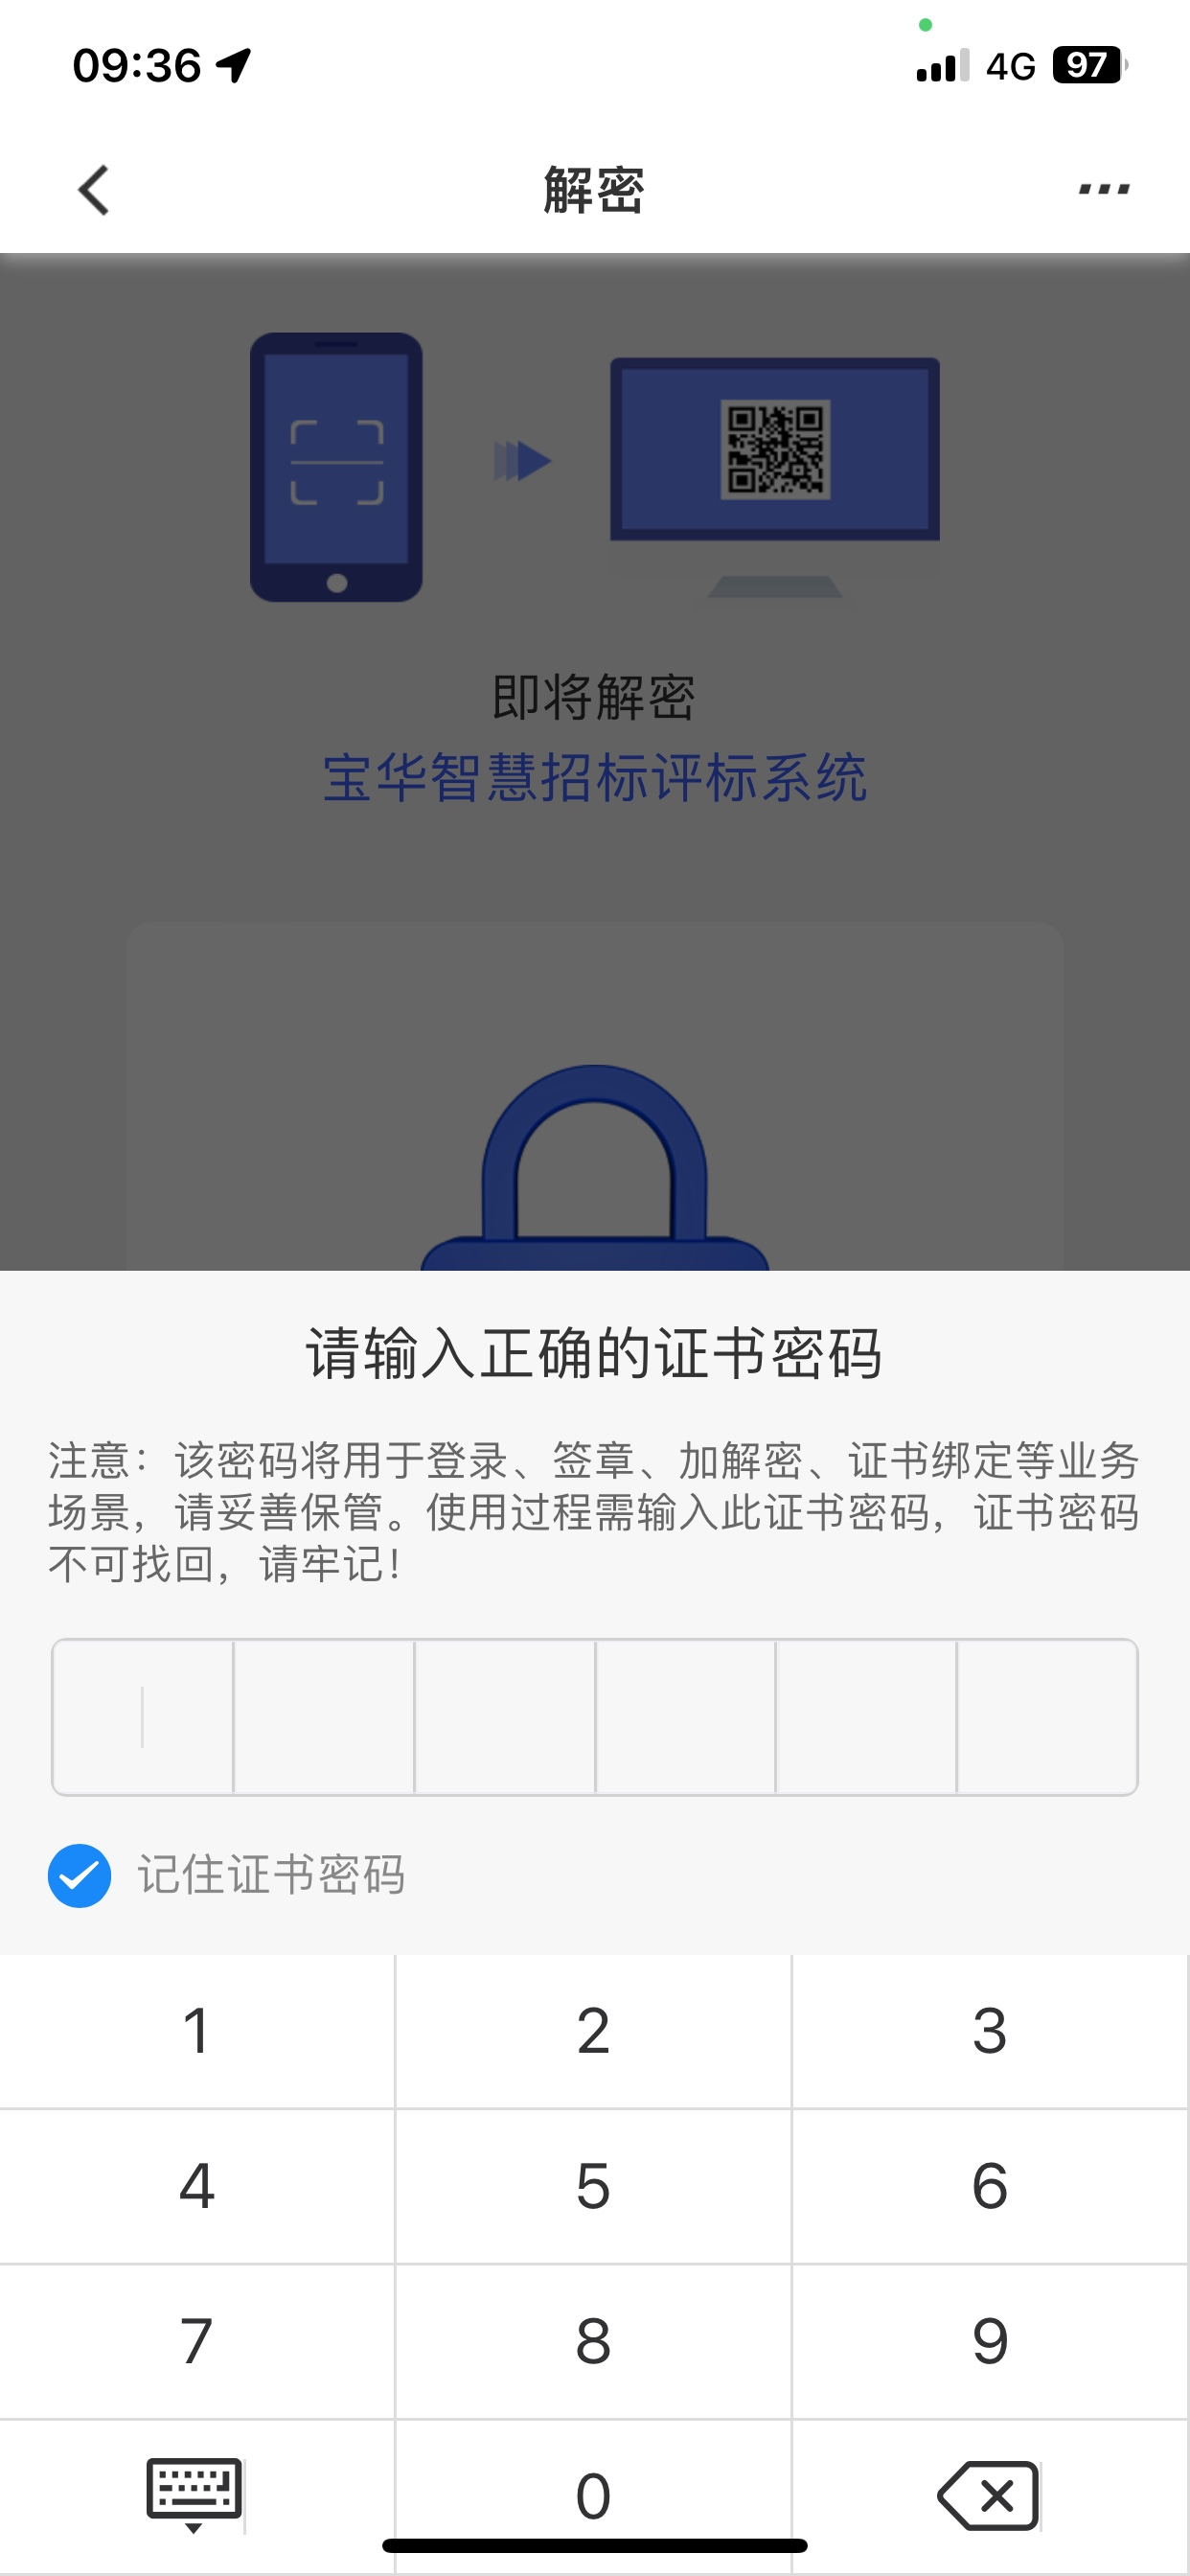 09:36
4G 97
解密
即将解密
宝华智慧招标评标系统
请输入正确的证书密码
注意：该密码将用于登录、签章、加解密、证书绑定等业务
场景，请妥善保管。使用过程需输入此证书密码，证书密码
不可找回，请牢记！
记住证书密码
1 2 3
4 5 6
7 8 9
0